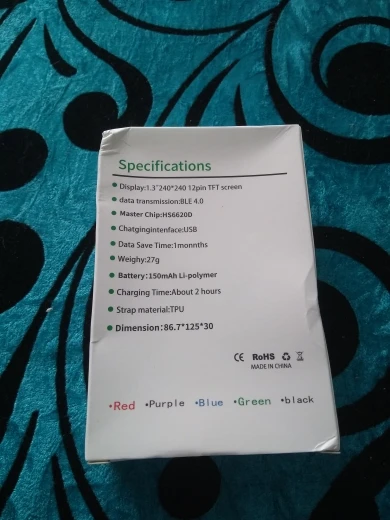 Specifications
• Display:1.3"240*240 12pin TFT screen
• data transmission:BLE 4.0
• Master Chip:HS6620D
• Chatginginterface:USB
• Data Save Time:1monnths
• Weighy:27g
• Battery:150mAh Li-polymer
• Charging Time:About 2 hours
• Strap material:TPU
• Dimension:86.7*125*30
CE RoHS
MADE IN CHINA
•Red •Purple •Blue •Green •black